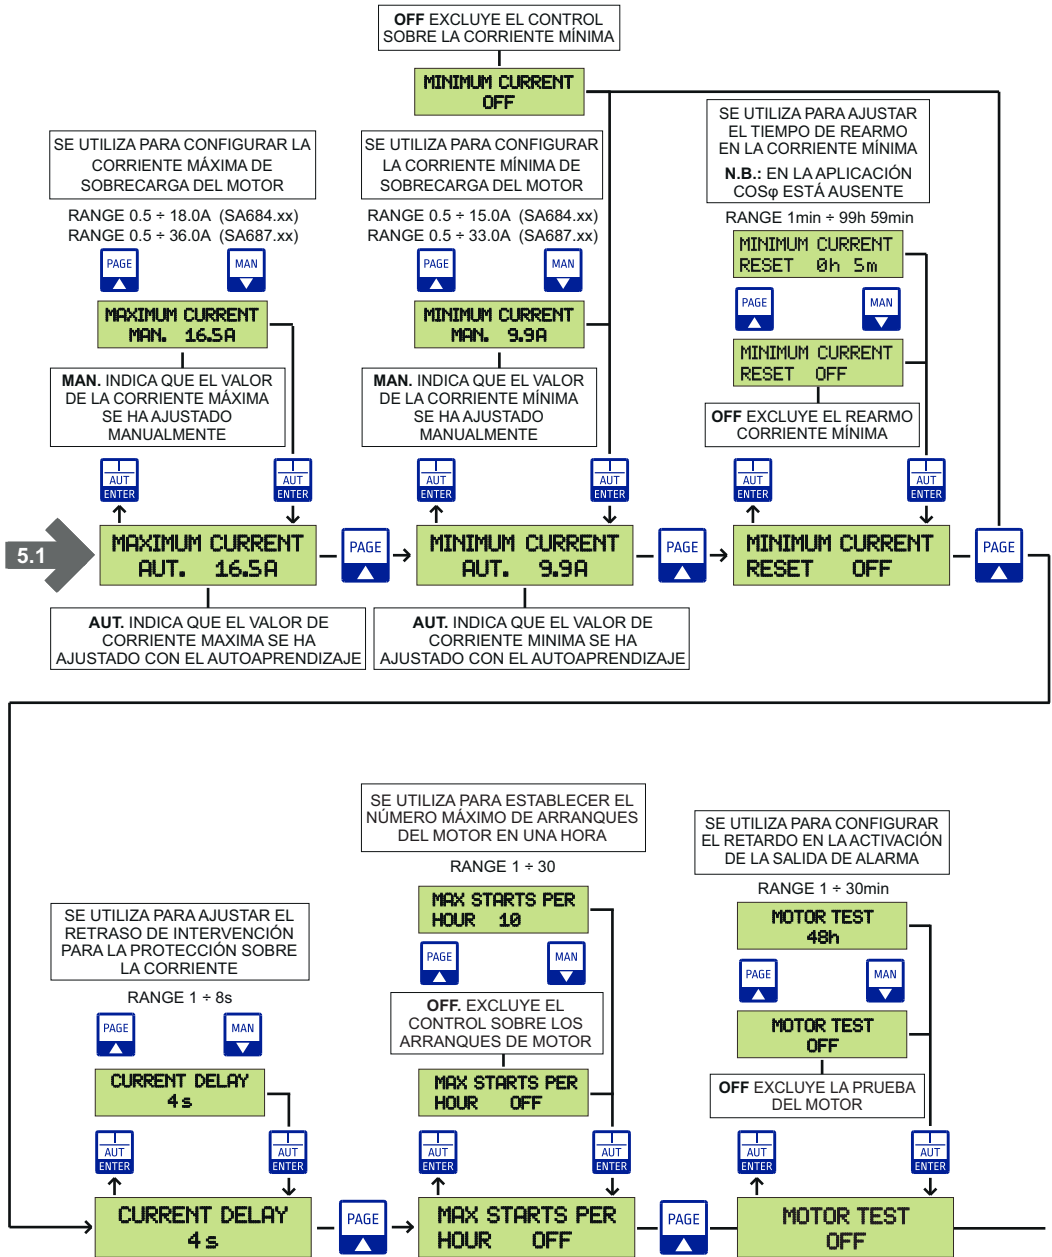 OFF EXCLUYE EL CONTROL
SOBRE LA CORRIENTE MÍNIMA
MINIMUM CURRENT
OFF
SE UTILIZA PARA CONFIGURAR LA
CORRIENTE MÁXIMA DE
SOBRECARGA DEL MOTOR
RANGE 0.5 ÷ 18.0A (SA684.xx)
RANGE 0.5 ÷ 36.0A (SA687.xx)
PAGE
MAN
MAXIMUM CURRENT
MAN. 16.5A
MAN. INDICA QUE EL VALOR
DE LA CORRIENTE MÁXIMA
SE HA AJUSTADO
MANUALMENTE
AUT
ENTER
AUT
ENTER
SE UTILIZA PARA CONFIGURAR
LA CORRIENTE MÍNIMA DE
SOBRECARGA DEL MOTOR
RANGE 0.5 ÷ 15.0A (SA684.xx)
RANGE 0.5 ÷ 33.0A (SA687.xx)
PAGE
MAN
MINIMUM CURRENT
MAN. 9.9A
MAN. INDICA QUE EL VALOR
DE LA CORRIENTE MÍNIMA
SE HA AJUSTADO
MANUALMENTE
AUT
ENTER
AUT
ENTER
SE UTILIZA PARA AJUSTAR
EL TIEMPO DE REARMO
EN LA CORRIENTE MÍNIMA
N.B.: EN LA APLICACIÓN
COSφ ESTÁ AUSENTE
RANGE 1min ÷ 99h 59min
MINIMUM CURRENT
RESET 0h 5m
PAGE
MAN
MINIMUM CURRENT
RESET OFF
OFF EXCLUYE EL REARMO
CORRIENTE MÍNIMA
AUT
ENTER
AUT
ENTER
5.1
MAXIMUM CURRENT
AUT. 16.5A
PAGE
MINIMUM CURRENT
AUT. 9.9A
PAGE
MINIMUM CURRENT
RESET OFF
PAGE
AUT. INDICA QUE EL VALOR DE
CORRIENTE MAXIMA SE HA
AJUSTADO CON EL AUTOAPRENDIZAJE
AUT. INDICA QUE EL VALOR DE
CORRIENTE MINIMA SE HA
AJUSTADO CON EL AUTOAPRENDIZAJE
SE UTILIZA PARA AJUSTAR EL
RETRASO DE INTERVENCIÓN
PARA LA PROTECCIÓN SOBRE
LA CORRIENTE
RANGE 1 ÷ 8s
PAGE
MAN
CURRENT DELAY
4s
AUT
ENTER
AUT
ENTER
SE UTILIZA PARA ESTABLECER EL
NÚMERO MÁXIMO DE ARRANQUES
DEL MOTOR EN UNA HORA
RANGE 1 ÷ 30
MAX STARTS PER
HOUR 10
PAGE
MAN
OFF. EXCLUYE EL
CONTROL SOBRE LOS
ARRANQUES DE MOTOR
MAX STARTS PER
HOUR OFF
AUT
ENTER
AUT
ENTER
SE UTILIZA PARA CONFIGURAR
EL RETARDO EN LA ACTIVACIÓN
DE LA SALIDA DE ALARMA
RANGE 1 ÷ 30min
MOTOR TEST
48h
PAGE
MAN
MOTOR TEST
OFF
OFF EXCLUYE LA PRUEBA
DEL MOTOR
AUT
ENTER
AUT
ENTER
CURRENT DELAY
4s
PAGE
MAX STARTS PER
HOUR OFF
PAGE
MOTOR TEST
OFF